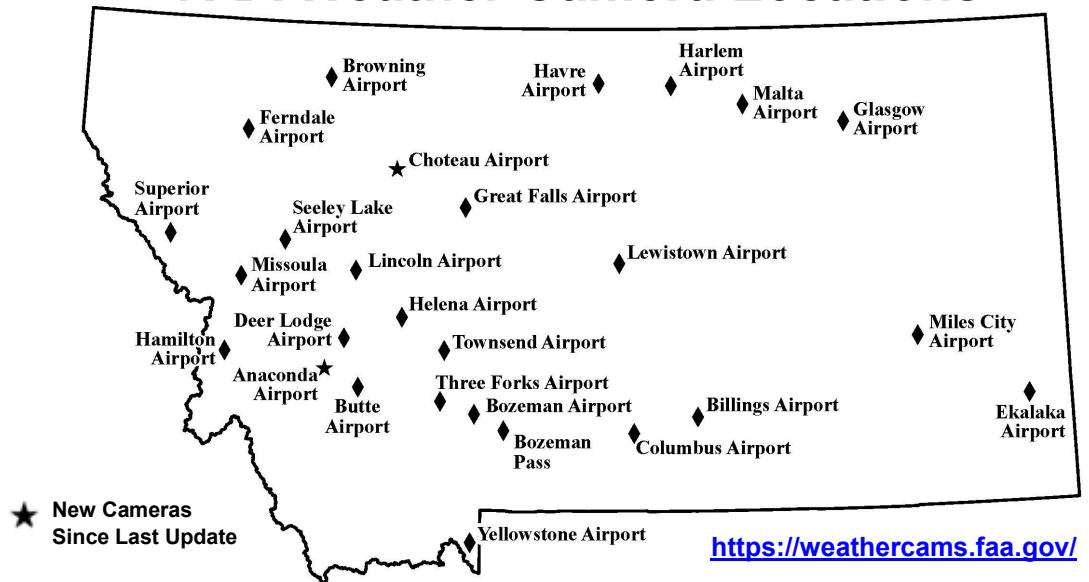 Browning
Airport
Havre
Airport
Harlem
Airport
Malta
Airport
Glasgow
Airport
Ferndale
Airport
Choteau Airport
Superior
Airport
Great Falls Airport
Seeley Lake
Airport
Lewistown Airport
Missoula
Airport
Lincoln Airport
Helena Airport
Deer Lodge
Airport
Hamilton
Airport
Townsend Airport
Miles City
Airport
Anaconda
Airport
Butte
Airport
Three Forks Airport
Bozeman Airport
Billings Airport
Ekalaka
Airport
Bozeman
Pass
Columbus Airport
New Cameras
Since Last Update
Yellowstone Airport
https://weathercams.faa.gov/